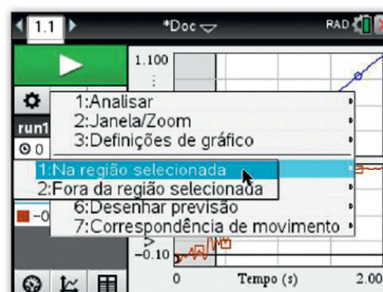 1.1
*Doc
RAD
1.100
1:Analisar
2:Janela/Zoom
3:Definições de gráfico
run1
0
1:Na região selecionada
2:Fora da região selecionada
6:Desenhar previsão
7:Correspondência de movimento
-0
-0.10
0
Tempo (s)
2.00